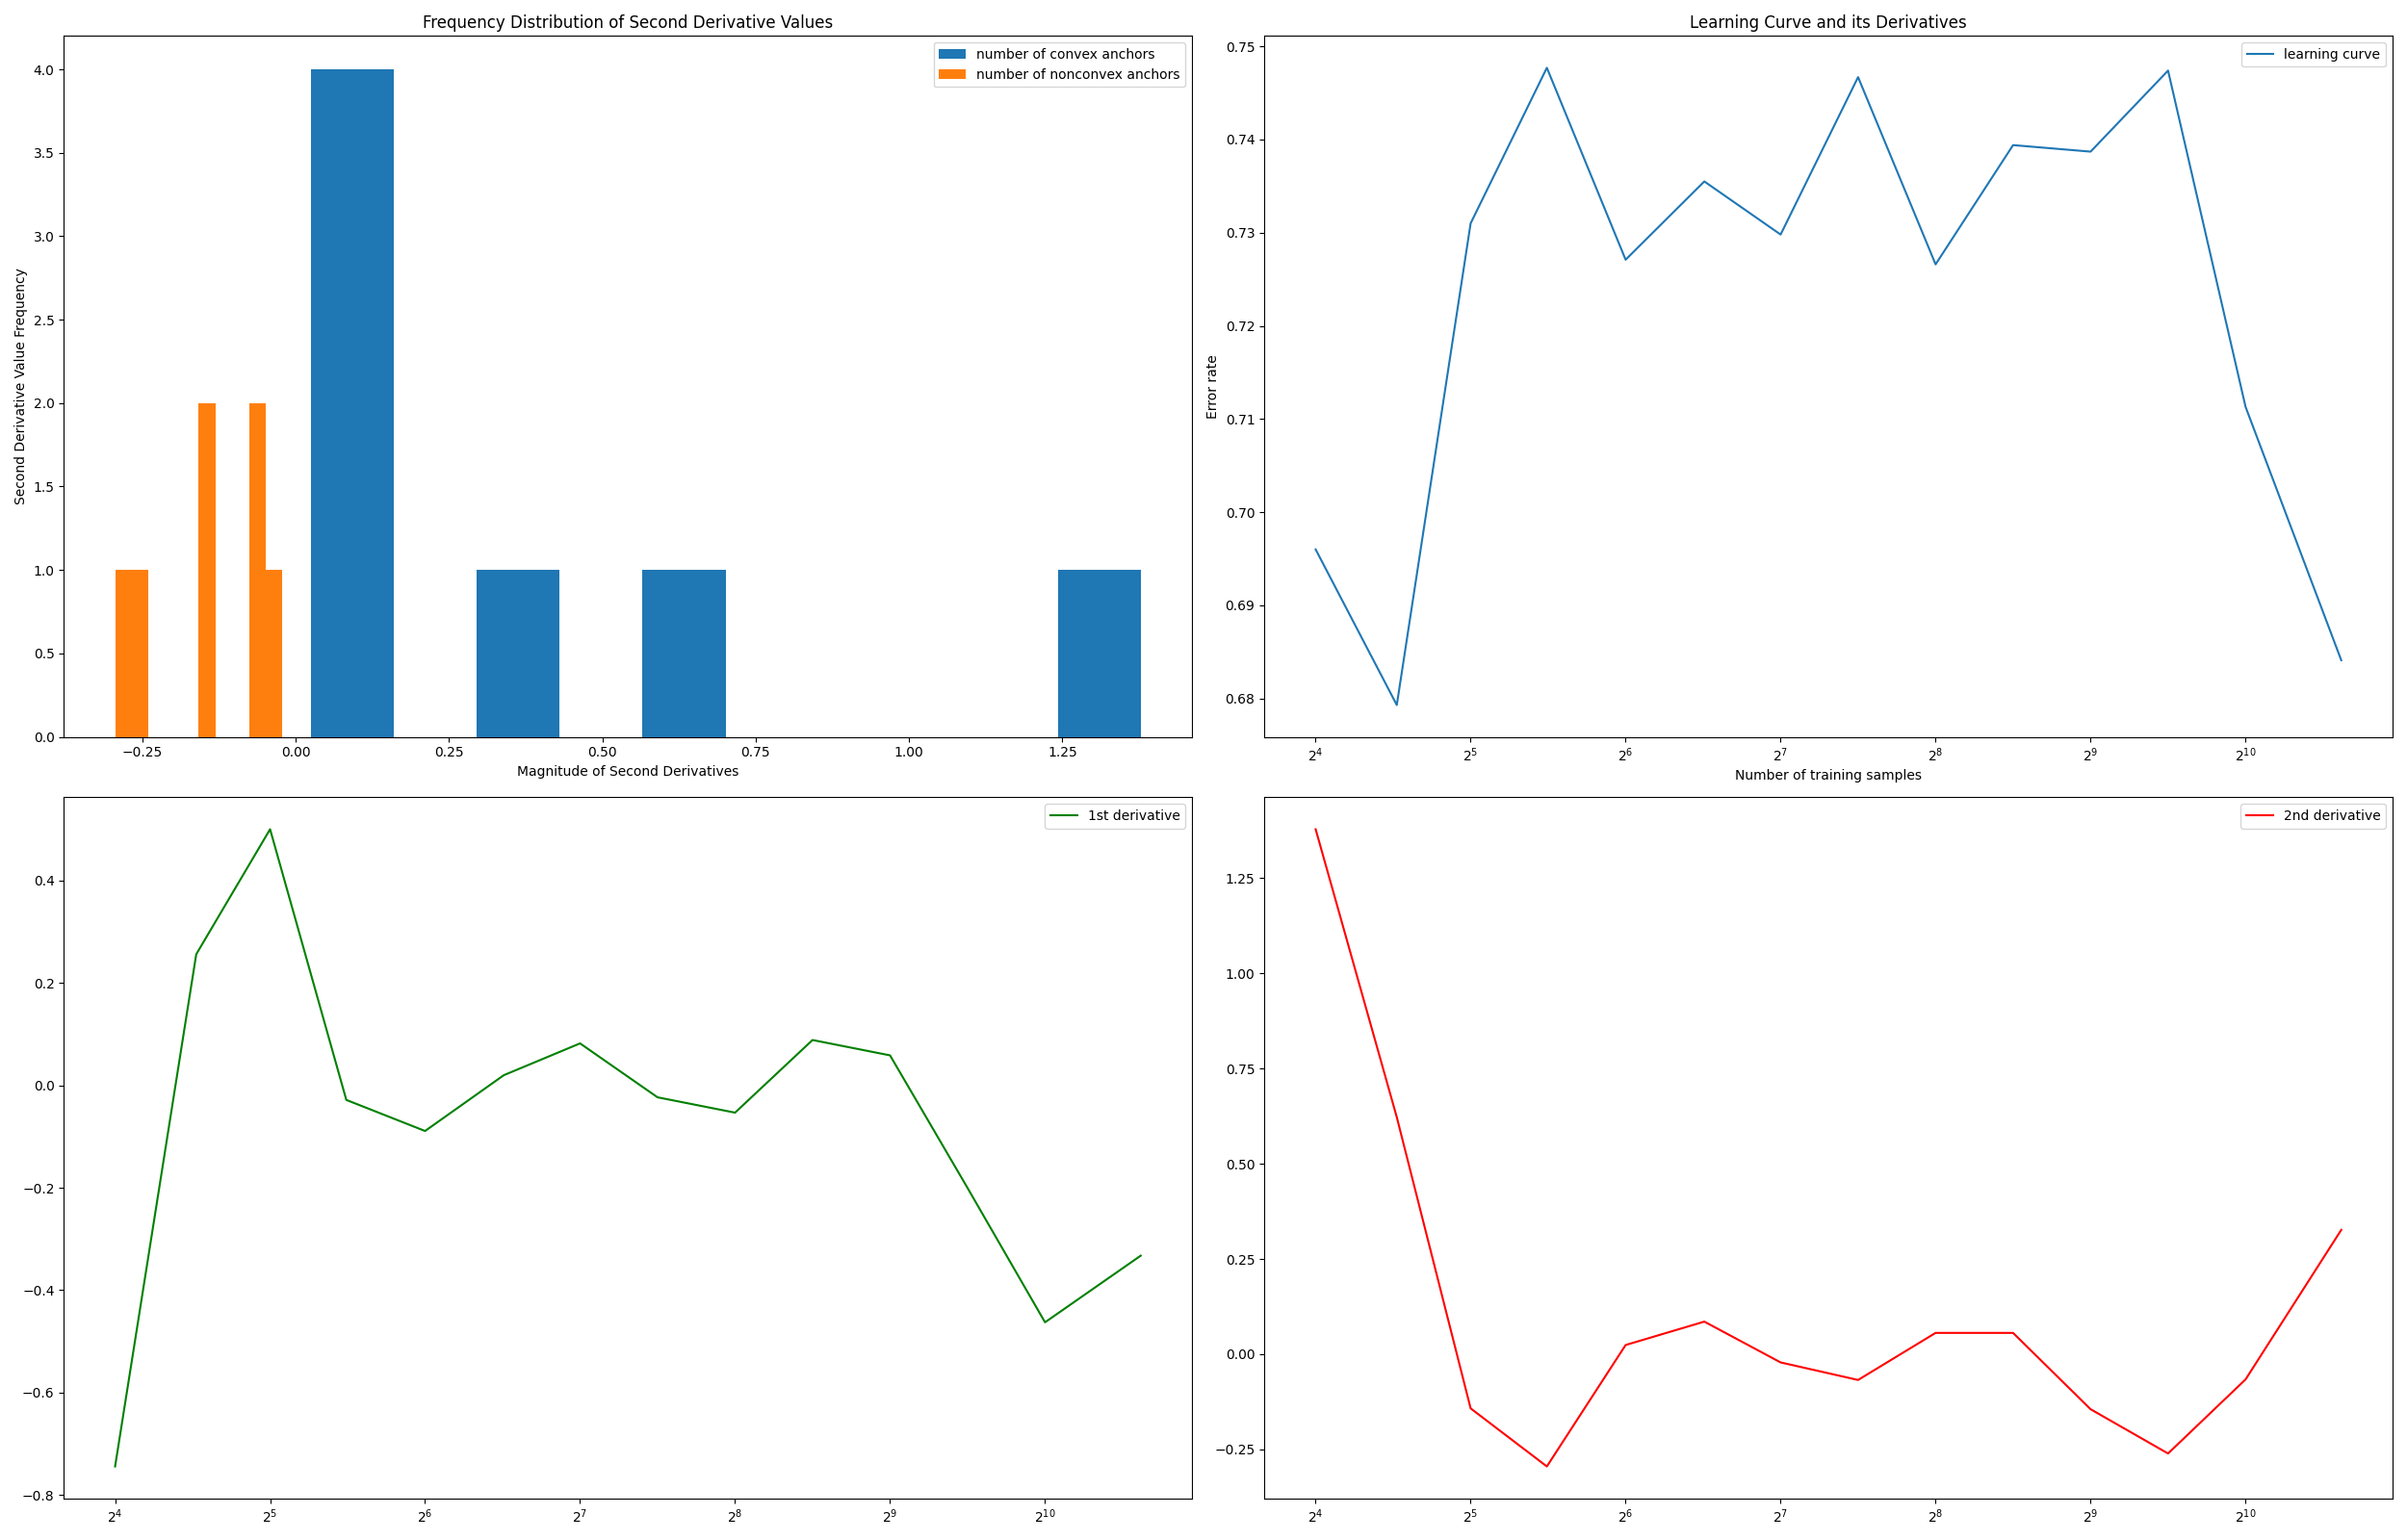 Frequency Distribution of Second Derivative Values
number of convex anchors
number of nonconvex anchors
Second Derivative Value Frequency
4.0
3.5
3.0
2.5
2.0
1.5
1.0
0.5
0.0
−0.25 0.00 0.25 0.50 0.75 1.00 1.25
Magnitude of Second Derivatives
Learning Curve and its Derivatives
learning curve
Error rate
0.75
0.74
0.73
0.72
0.71
0.70
0.69
0.68
2^4 2^5 2^6 2^7 2^8 2^9 2^10
Number of training samples
1st derivative
0.4
0.2
0.0
−0.2
−0.4
−0.6
−0.8
2^4 2^5 2^6 2^7 2^8 2^9 2^10
2nd derivative
1.25
1.00
0.75
0.50
0.25
0.00
−0.25
2^4 2^5 2^6 2^7 2^8 2^9 2^10